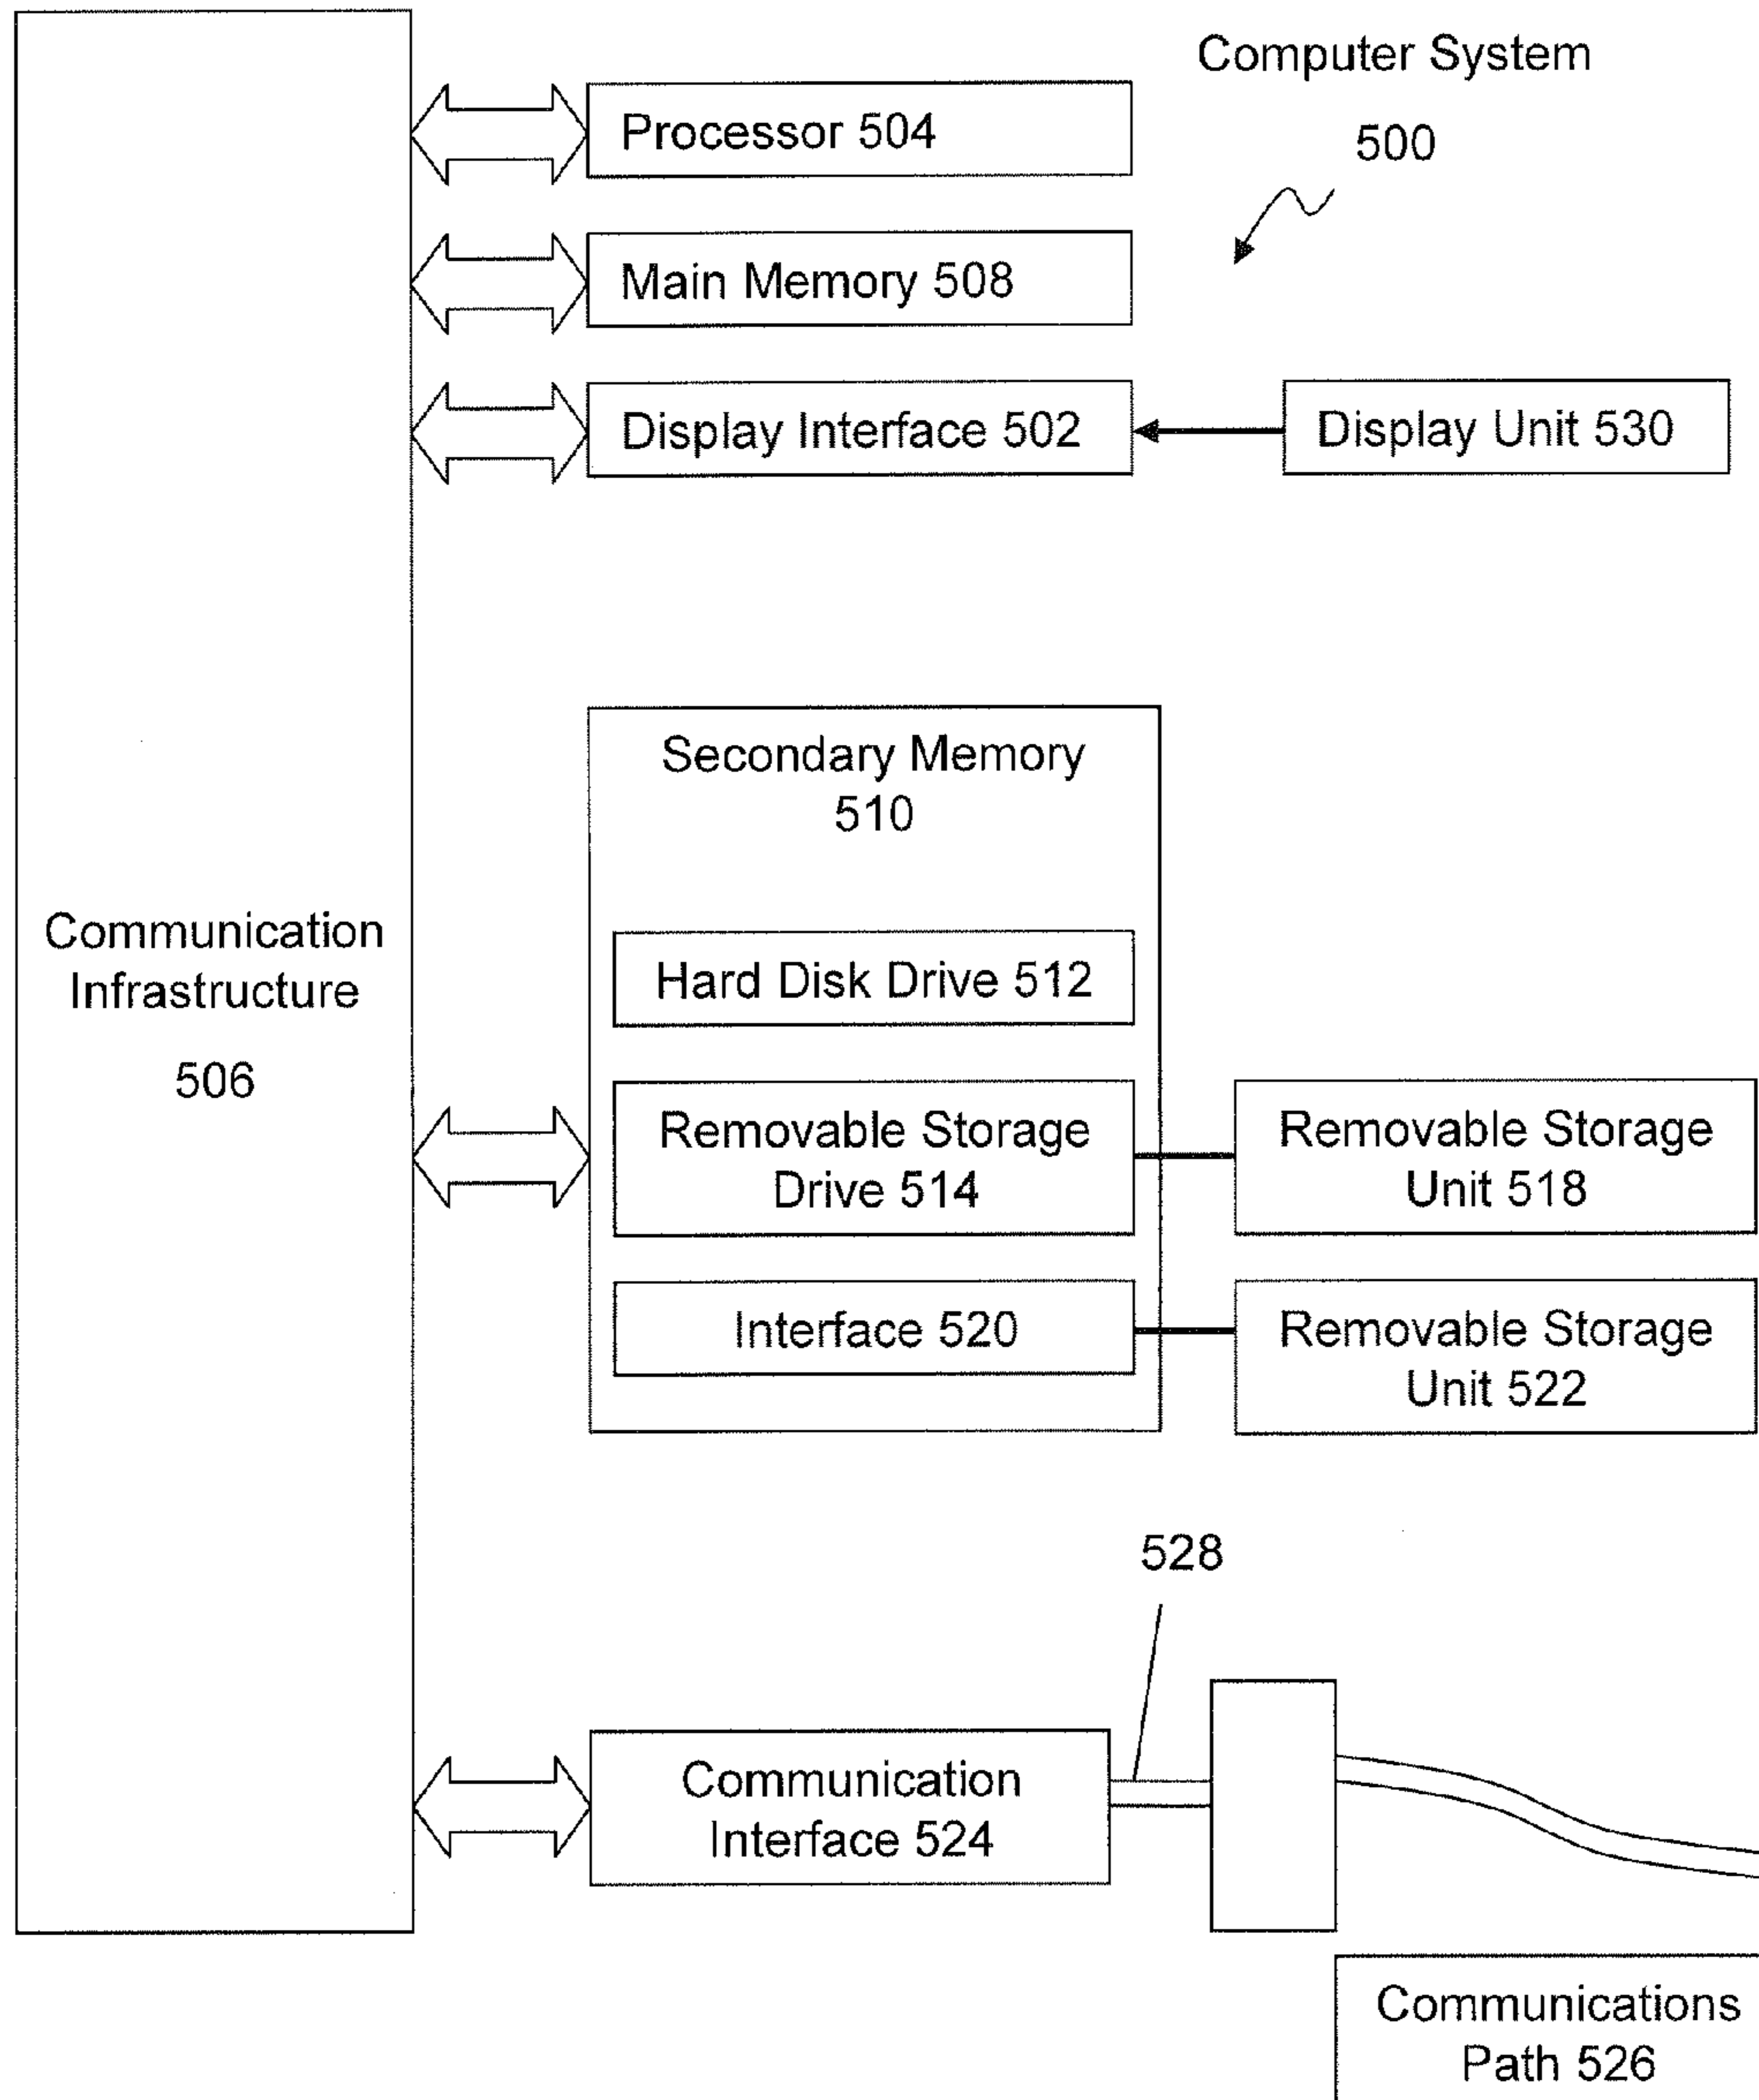 Computer System
500
Processor 504
Main Memory 508
Display Interface 502
Display Unit 530
Secondary Memory
510
Communication
Infrastructure
506
Hard Disk Drive 512
Removable Storage
Drive 514
Removable Storage
Unit 518
Interface 520
Removable Storage
Unit 522
528
Communication
Interface 524
Communications
Path 526